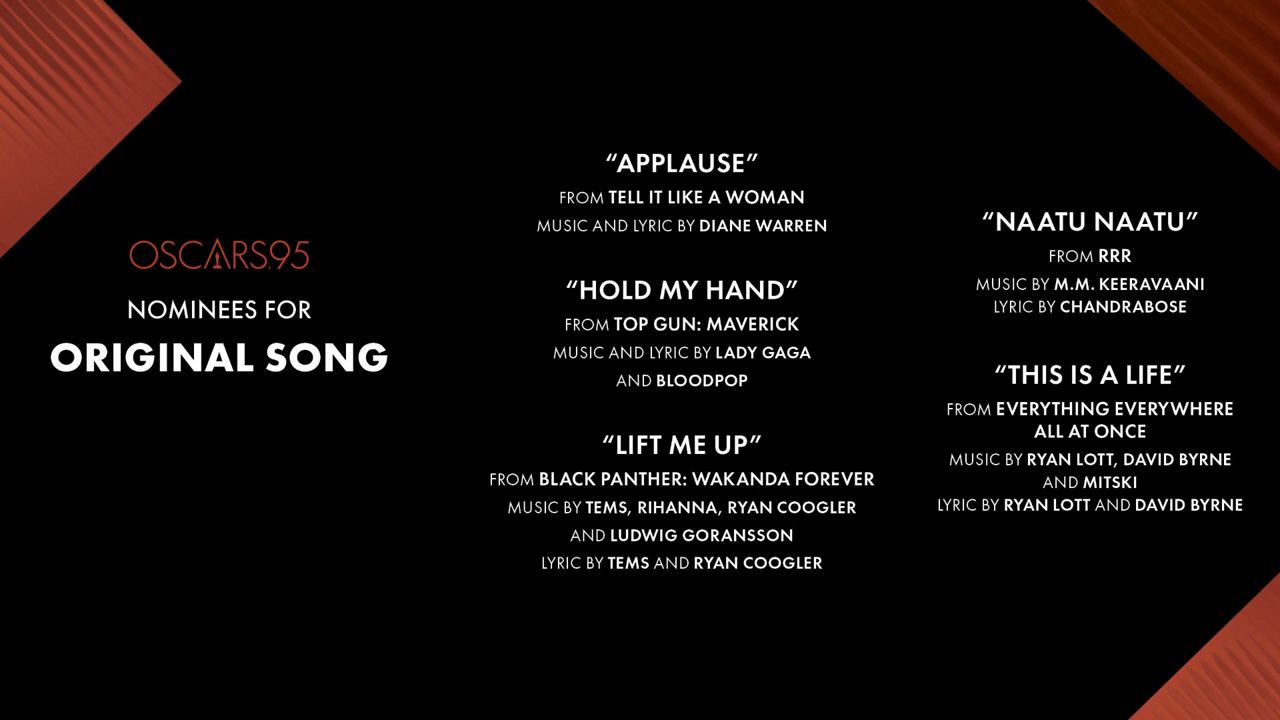 OSCARS95
NOMINEES FOR
ORIGINAL SONG
“APPLAUSE”
FROM TELL IT LIKE A WOMAN
MUSIC AND LYRIC BY DIANE WARREN
“HOLD MY HAND”
FROM TOP GUN: MAVERICK
MUSIC AND LYRIC BY LADY GAGA
AND BLOODPOP
“LIFT ME UP”
FROM BLACK PANTHER: WAKANDA FOREVER
MUSIC BY TEMS, RIHANNA, RYAN COOGLER
AND LUDWIG GORANSSON
LYRIC BY TEMS AND RYAN COOGLER
“NAATU NAATU”
FROM RRR
MUSIC BY M.M. KEERAVAANI
LYRIC BY CHANDRABOSE
“THIS IS A LIFE”
FROM EVERYTHING EVERYWHERE
ALL AT ONCE
MUSIC BY RYAN LOTT, DAVID BYRNE
AND MITSKI
LYRIC BY RYAN LOTT AND DAVID BYRNE